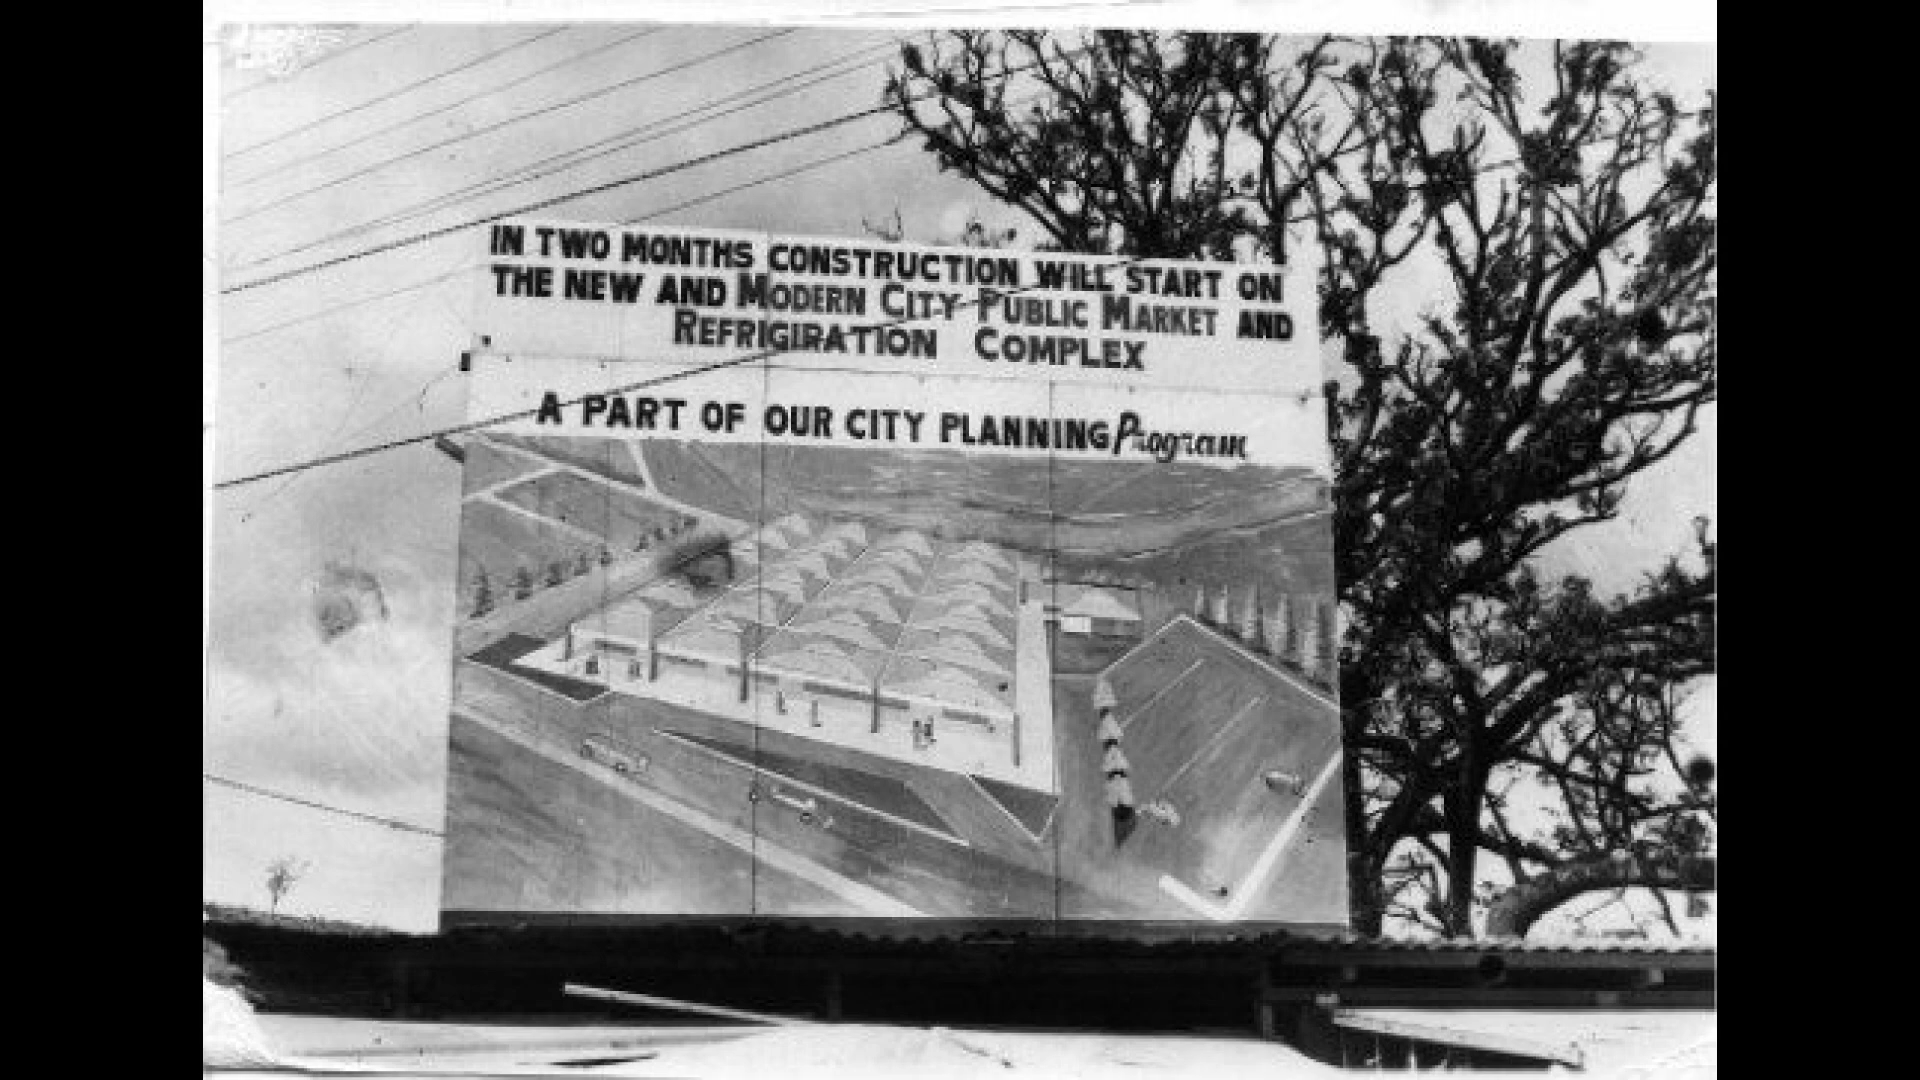 IN TWO MONTHS CONSTRUCTION WILL START ON
THE NEW AND MODERN CITY PUBLIC MARKET AND
REFRIGIRATION COMPLEX
A PART OF OUR CITY PLANNING Program